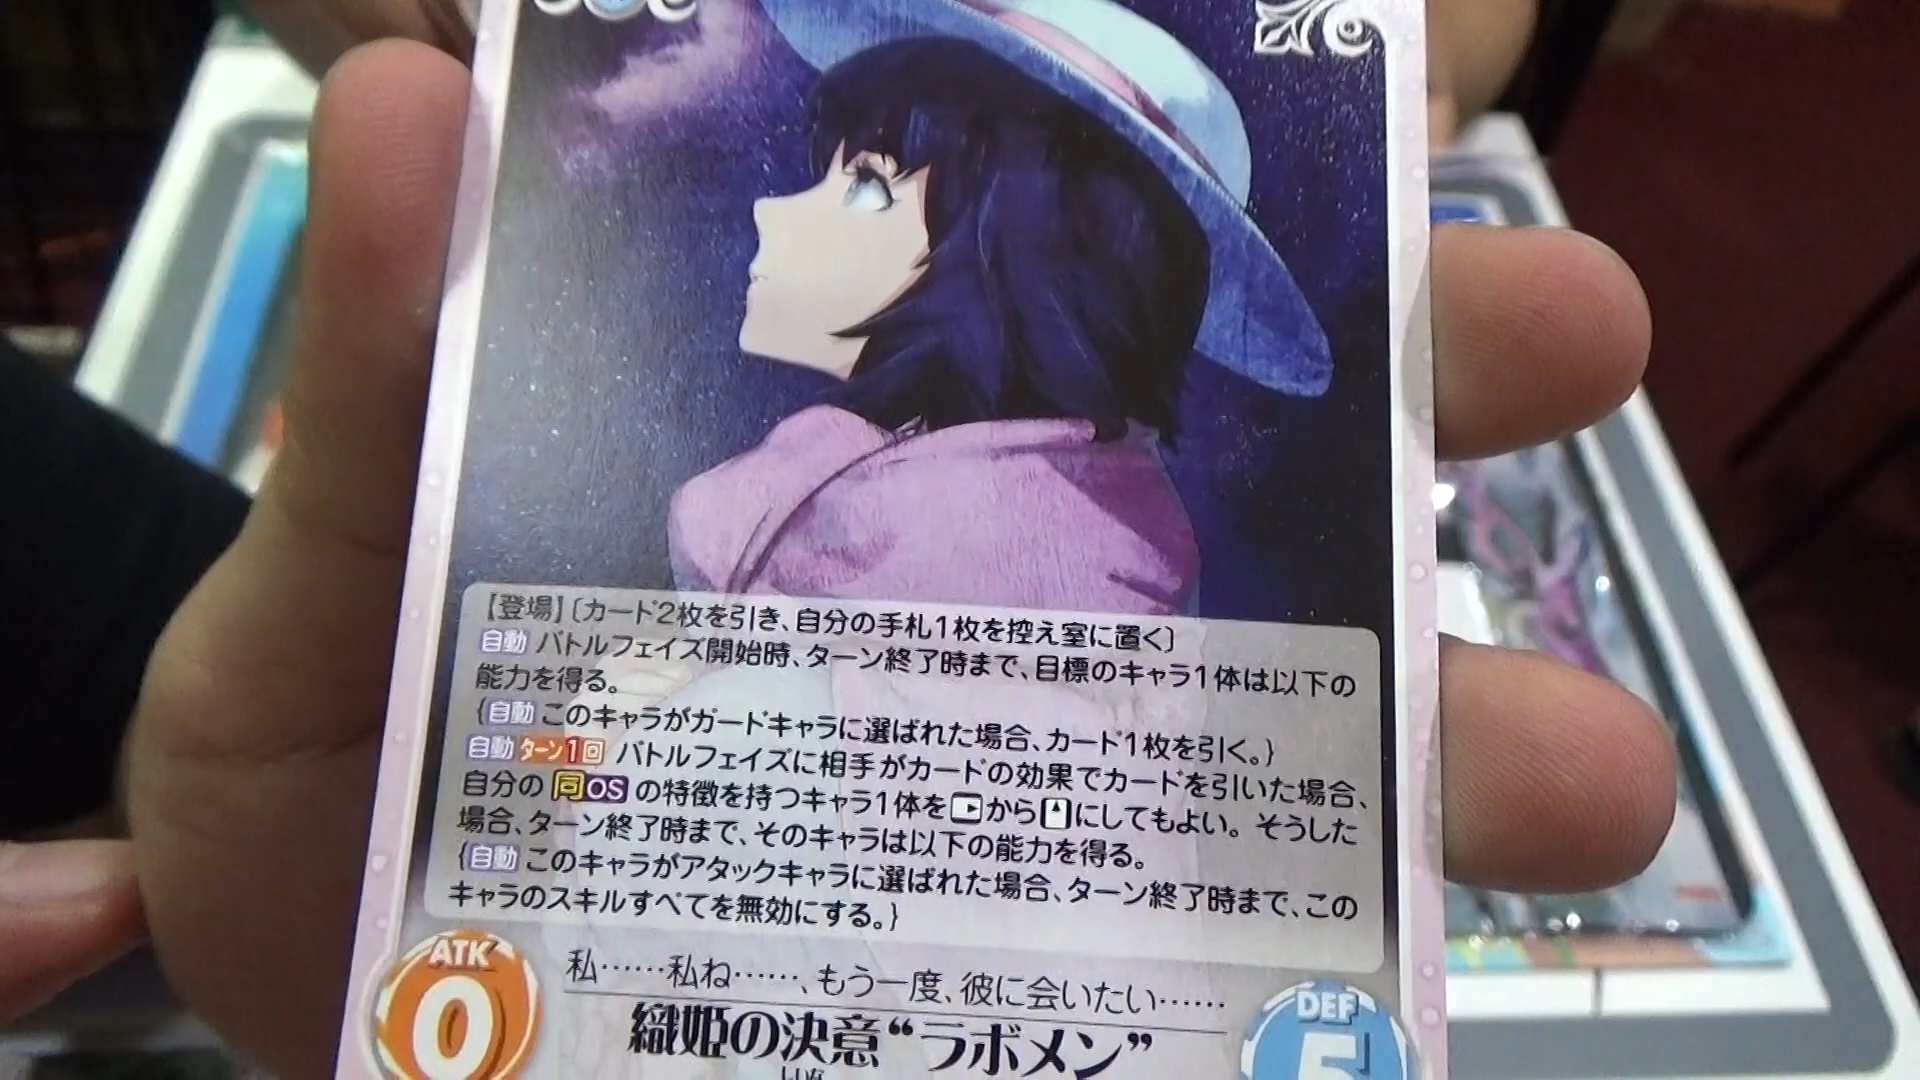 【登場】〔カード2枚を引き、自分の手札1枚を控え室に置く〕
自動 バトルフェイズ開始時、ターン終了時まで、目標のキャラ1体は以下の
能力を得る。
{自動 このキャラがガードキャラに選ばれた場合、カード1枚を引く。}
自動 ターン1回 バトルフェイズに相手がカードの効果でカードを引いた場合、
自分の 同OS の特徴を持つキャラ1体を から にしてもよい。そうした
場合、ターン終了時まで、そのキャラは以下の能力を得る。
{自動 このキャラがアタックキャラに選ばれた場合、ターン終了時まで、この
キャラのスキルすべてを無効にする。}
ATK
0
私……私ね……、もう一度、彼に会いたい……
織姫の決意“ラボメン”
DEF
5